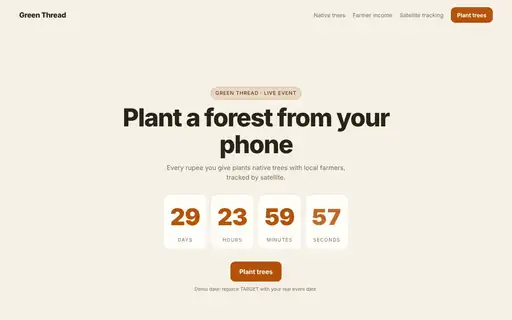 Green Thread
Native trees
Farmer income
Satellite tracking
Plant trees
GREEN THREAD · LIVE EVENT
Plant a forest from your
phone
Every rupee you give plants native trees with local farmers,
tracked by satellite.
29 23 59 57
DAYS HOURS MINUTES SECONDS
Plant trees
Demo date: replace TARGET with your real event date